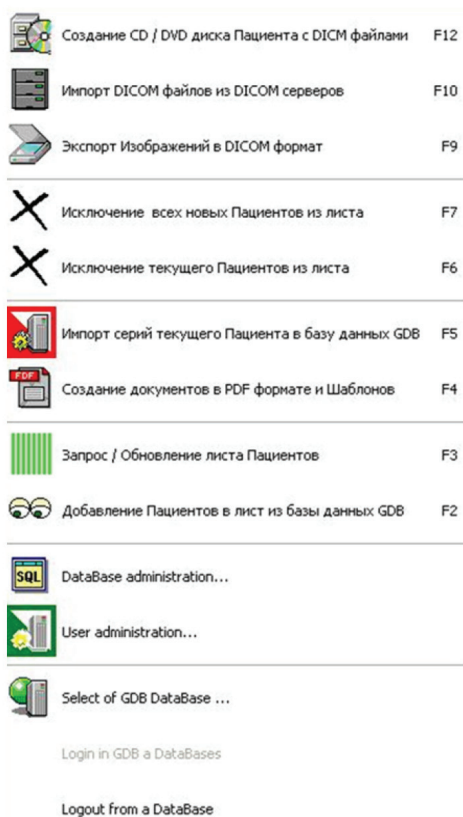 Создание CD / DVD диска Пациента с DICM файлами F12
Импорт DICOM файлов из DICOM серверов F10
Экспорт Изображений в DICOM формат F9
Исключение всех новых Пациентов из листа F7
Исключение текущего Пациентов из листа F6
Импорт серий текущего Пациента в базу данных GDB F5
PDF
Создание документов в PDF формате и Шаблонов F4
Запрос / Обновление листа Пациентов F3
Добавление Пациентов в лист из базы данных GDB F2
SQL
DataBase administration...
User administration...
Select of GDB DataBase ...
Login in GDB a DataBases
Logout from a DataBase